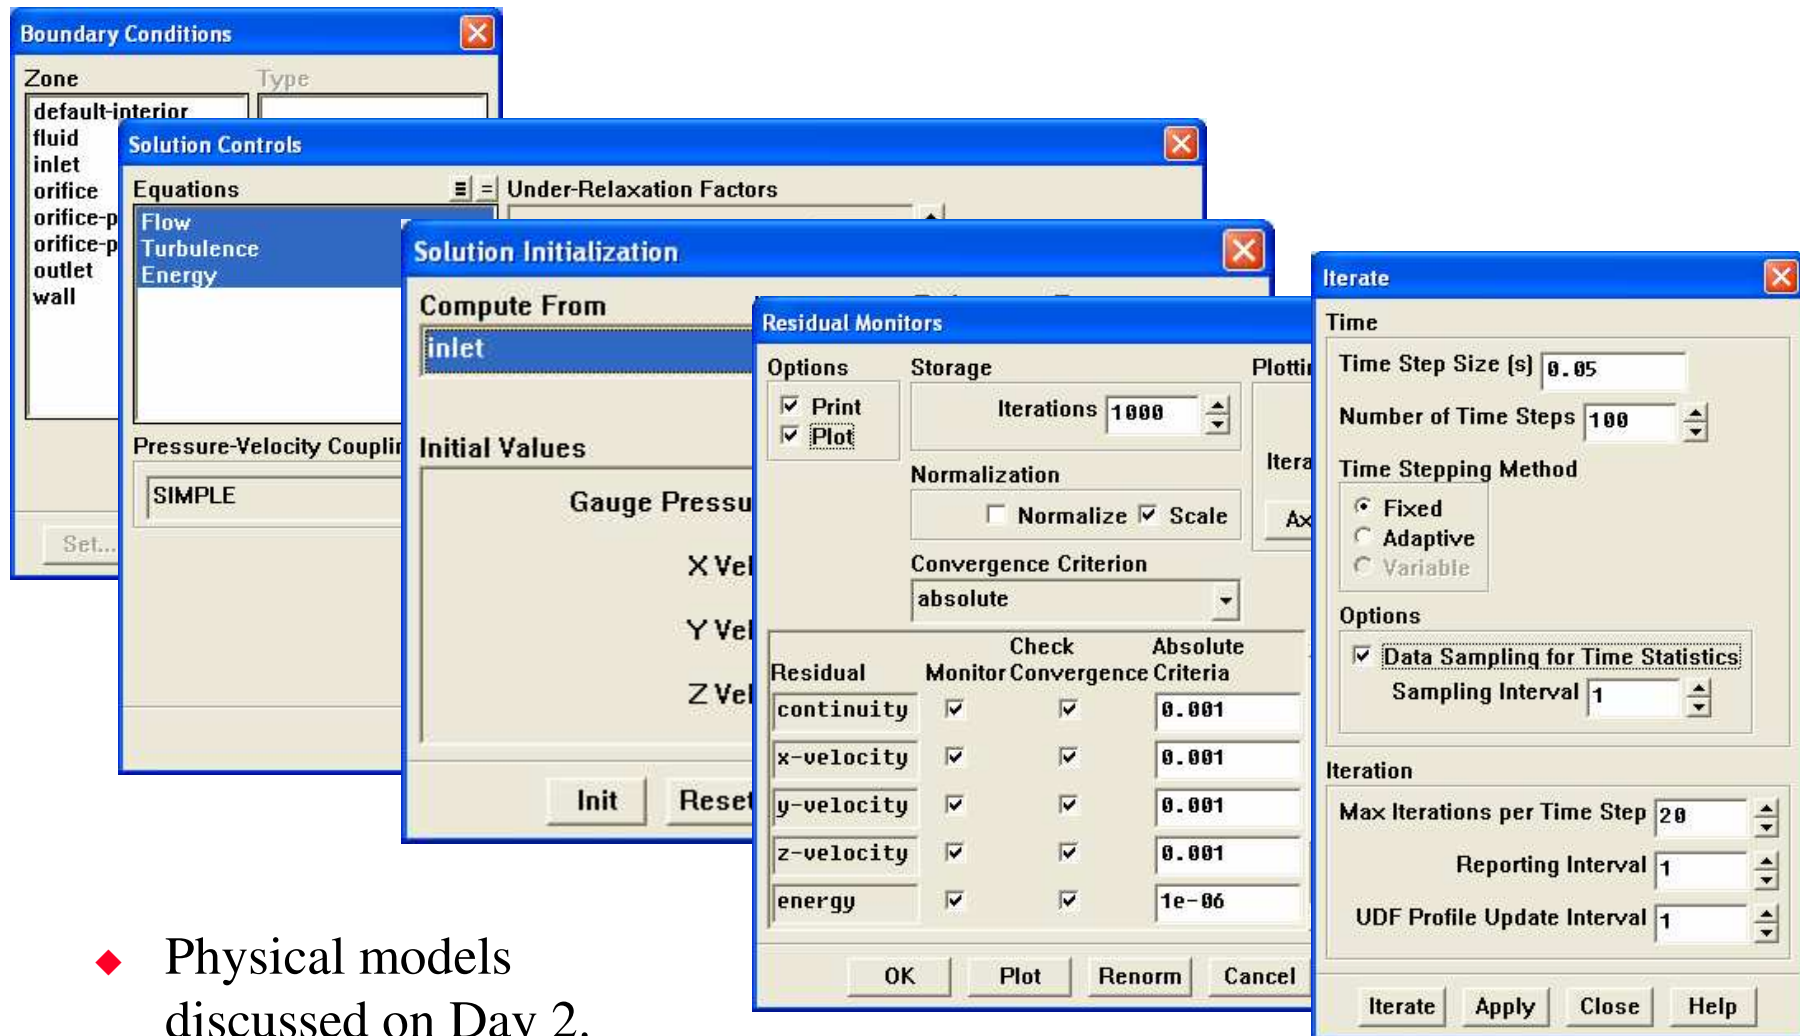 Boundary Conditions
Zone Type
default-interior
fluid
inlet
orifice
orifice-p
orifice-p
outlet
wall
Set...
Solution Controls
Equations Under-Relaxation Factors
Flow
Turbulence
Energy
Pressure-Velocity Couplin
SIMPLE
Solution Initialization
Compute From
inlet
Initial Values
Gauge Pressu
X Vel
Y Vel
Z Vel
Init Reset
Residual Monitors
Options Storage Plottin
Print Iterations 1000
Plot
Itera
Normalization
Normalize Scale Ax
Convergence Criterion
absolute
Check Absolute
Residual Monitor Convergence Criteria
continuity 0.001
x-velocity 0.001
y-velocity 0.001
z-velocity 0.001
energy 1e-06
OK Plot Renorm Cancel
Iterate
Time
Time Step Size (s) 0.05
Number of Time Steps 100
Time Stepping Method
Fixed
Adaptive
Variable
Options
Data Sampling for Time Statistics
Sampling Interval 1
Iteration
Max Iterations per Time Step 20
Reporting Interval 1
UDF Profile Update Interval 1
Iterate Apply Close Help
Physical models
discussed on Day 2.